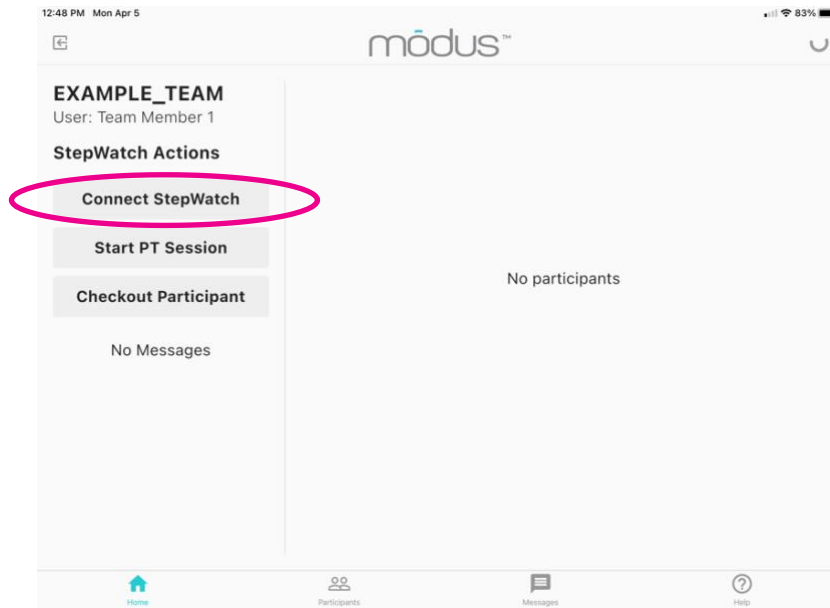 12:48 PM Mon Apr 5
83%
mōdus™
EXAMPLE_TEAM
User: Team Member 1
StepWatch Actions
Connect StepWatch
Start PT Session
Checkout Participant
No Messages
No participants
Home
Participants
Messages
Help